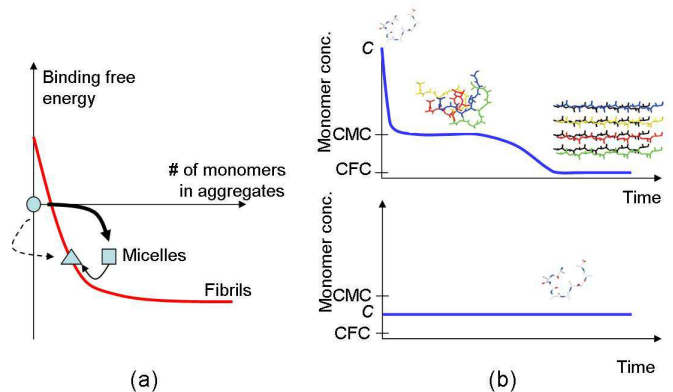 Binding free
energy
# of monomers
in aggregates
Micelles
Fibrils
(a)
Monomer conc.
C
CMC
CFC
Time
Monomer conc.
CMC
C
CFC
Time
(b)